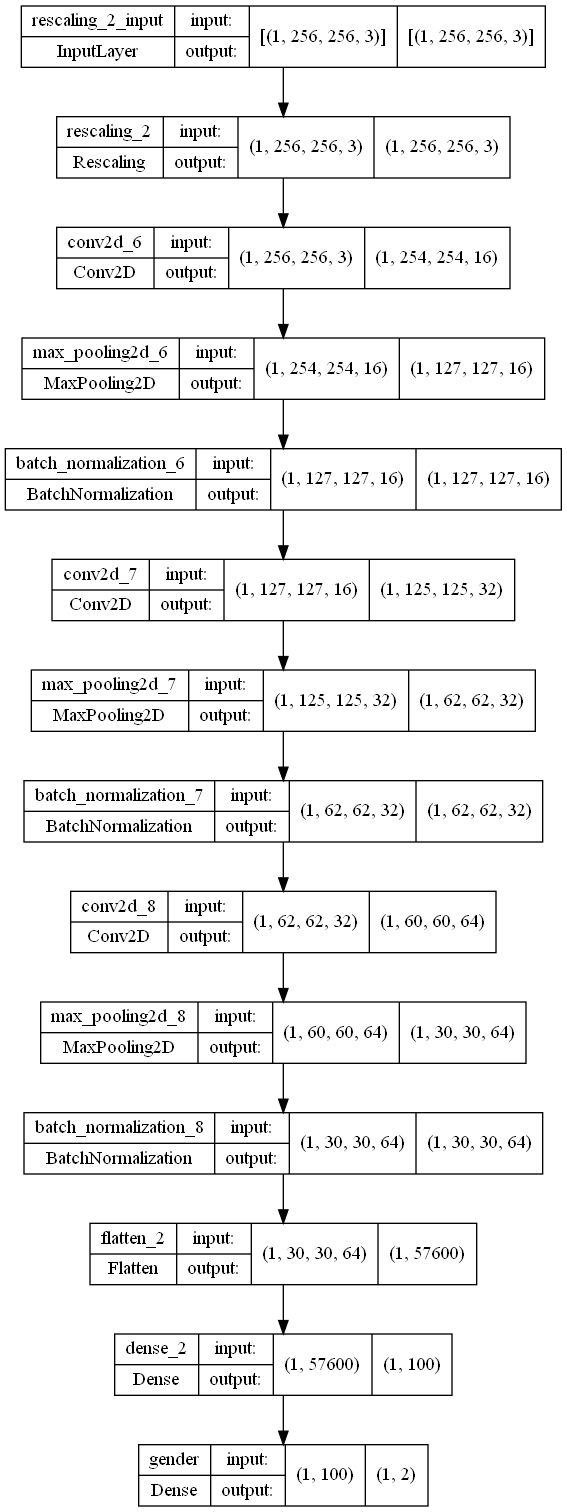 rescaling_2_input input: [(1, 256, 256, 3)] [(1, 256, 256, 3)]
InputLayer output:
rescaling_2 input: (1, 256, 256, 3) (1, 256, 256, 3)
Rescaling output:
conv2d_6 input: (1, 256, 256, 3) (1, 254, 254, 16)
Conv2D output:
max_pooling2d_6 input: (1, 254, 254, 16) (1, 127, 127, 16)
MaxPooling2D output:
batch_normalization_6 input: (1, 127, 127, 16) (1, 127, 127, 16)
BatchNormalization output:
conv2d_7 input: (1, 127, 127, 16) (1, 125, 125, 32)
Conv2D output:
max_pooling2d_7 input: (1, 125, 125, 32) (1, 62, 62, 32)
MaxPooling2D output:
batch_normalization_7 input: (1, 62, 62, 32) (1, 62, 62, 32)
BatchNormalization output:
conv2d_8 input: (1, 62, 62, 32) (1, 60, 60, 64)
Conv2D output:
max_pooling2d_8 input: (1, 60, 60, 64) (1, 30, 30, 64)
MaxPooling2D output:
batch_normalization_8 input: (1, 30, 30, 64) (1, 30, 30, 64)
BatchNormalization output:
flatten_2 input: (1, 30, 30, 64) (1, 57600)
Flatten output:
dense_2 input: (1, 57600) (1, 100)
Dense output:
gender input: (1, 100) (1, 2)
Dense output: